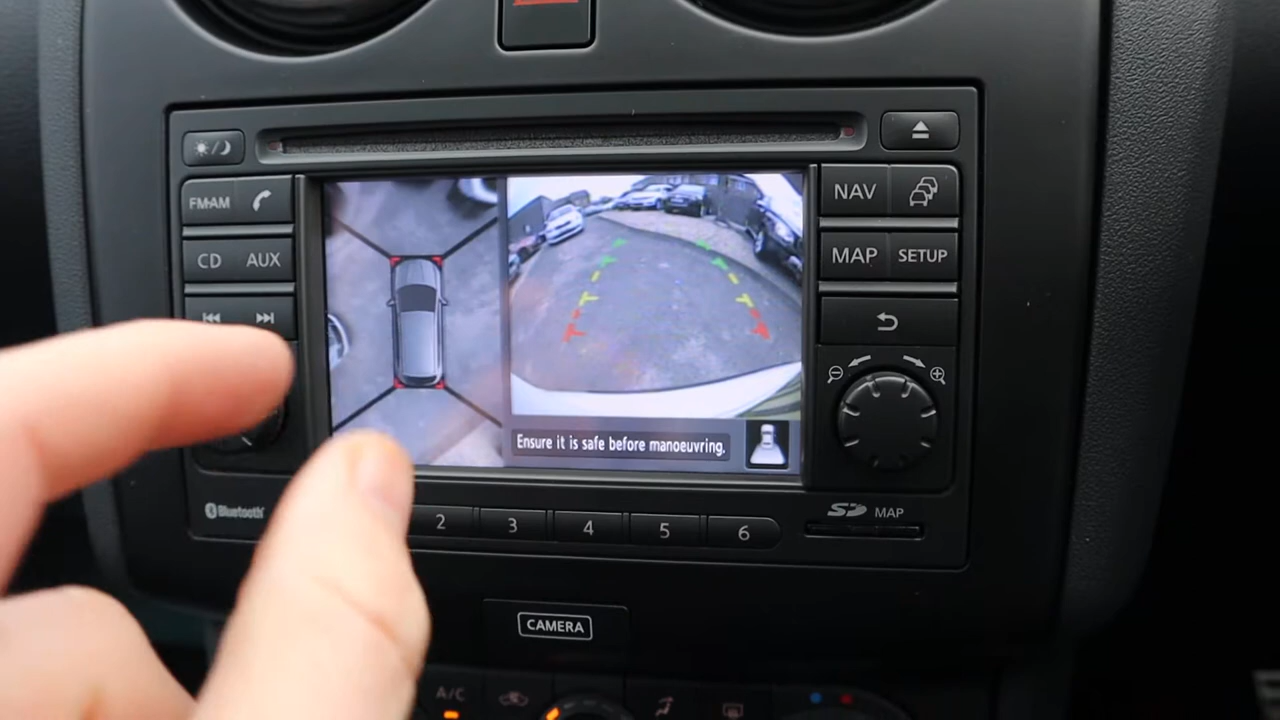 FM·AM
NAV
CD AUX
MAP SETUP
Ensure it is safe before manoeuvring.
Bluetooth
2 3 4 5 6
SD MAP
CAMERA
A/C